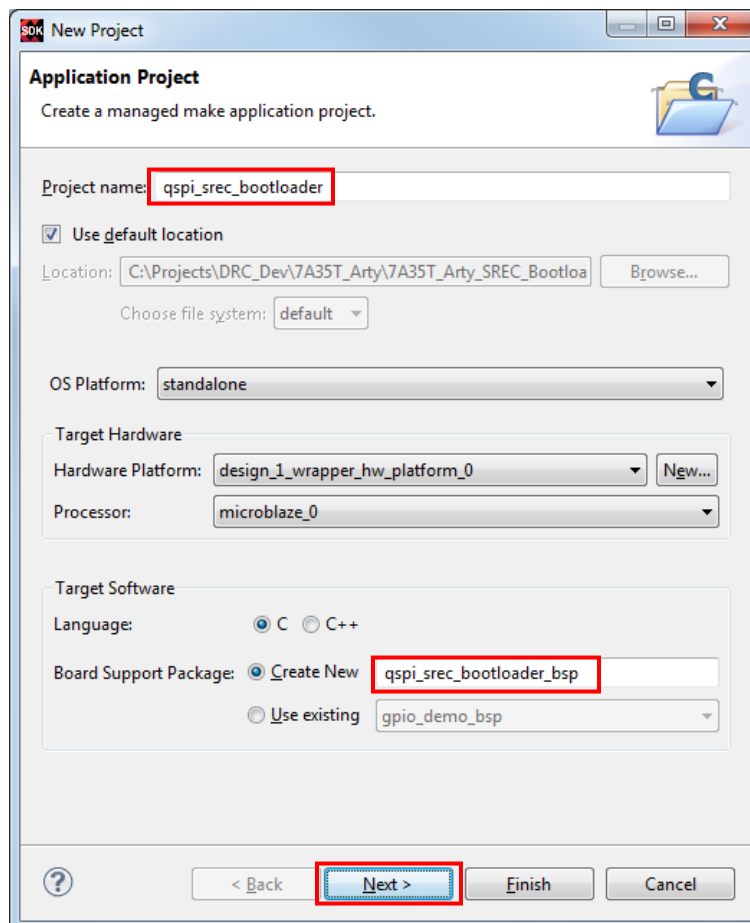 SDK New Project
Application Project
Create a managed make application project.
C
Project name: qspi_srec_bootloader
Use default location
Location: C:\Projects\DRC_Dev\7A35T_Arty\7A35T_Arty_SREC_Bootloa Browse...
Choose file system: default
OS Platform: standalone
Target Hardware
Hardware Platform: design_1_wrapper_hw_platform_0 New...
Processor: microblaze_0
Target Software
Language: C C++
Board Support Package: Create New qspi_srec_bootloader_bsp
Use existing gpio_demo_bsp
? < Back Next > Finish Cancel